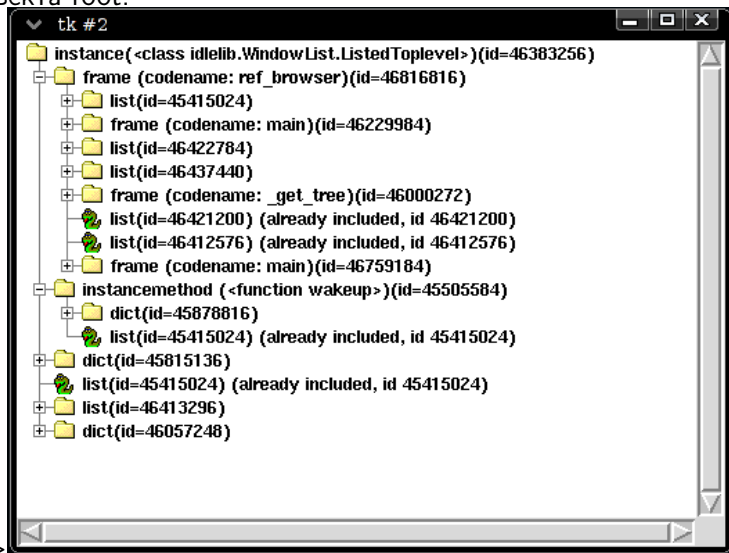 екта root:
tk #2
instance(<class idlelib.WindowList.ListedToplevel>)(id=46383256)
frame (codename: ref_browser)(id=46816816)
list(id=45415024)
frame (codename: main)(id=46229984)
list(id=46422784)
list(id=46437440)
frame (codename: _get_tree)(id=46000272)
list(id=46421200) (already included, id 46421200)
list(id=46412576) (already included, id 46412576)
frame (codename: main)(id=46759184)
instancemethod (<function wakeup>)(id=45505584)
dict(id=45878816)
list(id=45415024) (already included, id 45415024)
dict(id=45815136)
list(id=45415024) (already included, id 45415024)
list(id=46413296)
dict(id=46057248)